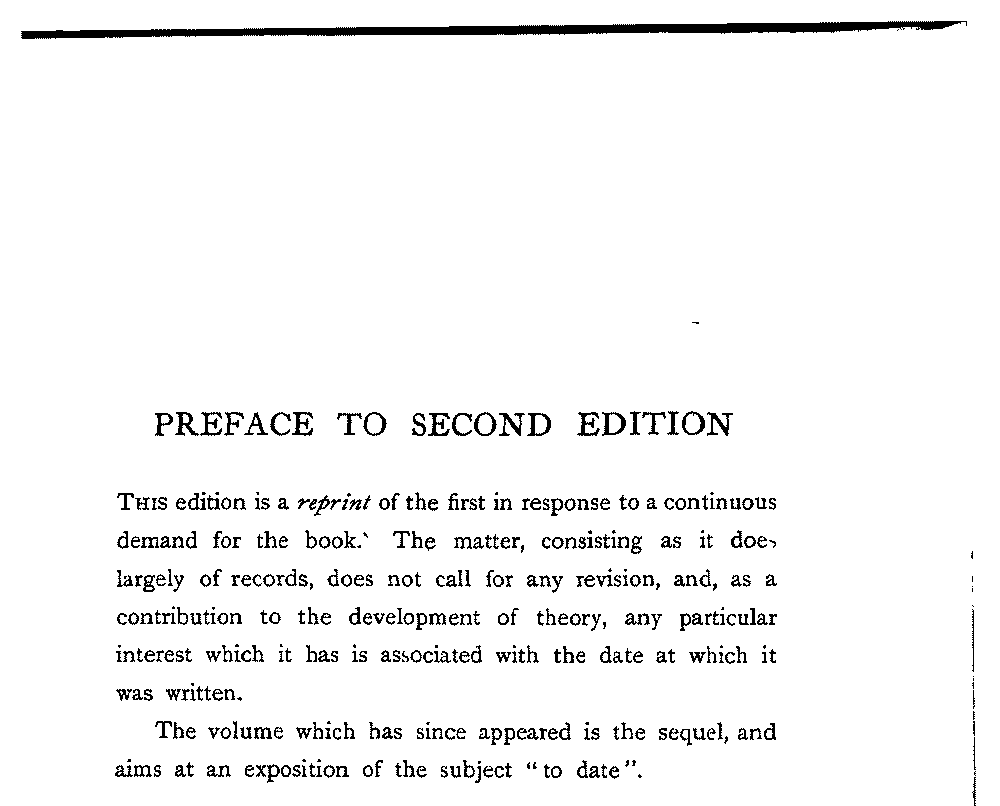 PREFACE TO SECOND EDITION
THIS edition is a reprint of the first in response to a continuous
demand for the book. The matter, consisting as it does
largely of records, does not call for any revision, and, as a
contribution to the development of theory, any particular
interest which it has is associated with the date at which it
was written.
The volume which has since appeared is the sequel, and
aims at an exposition of the subject "to date".